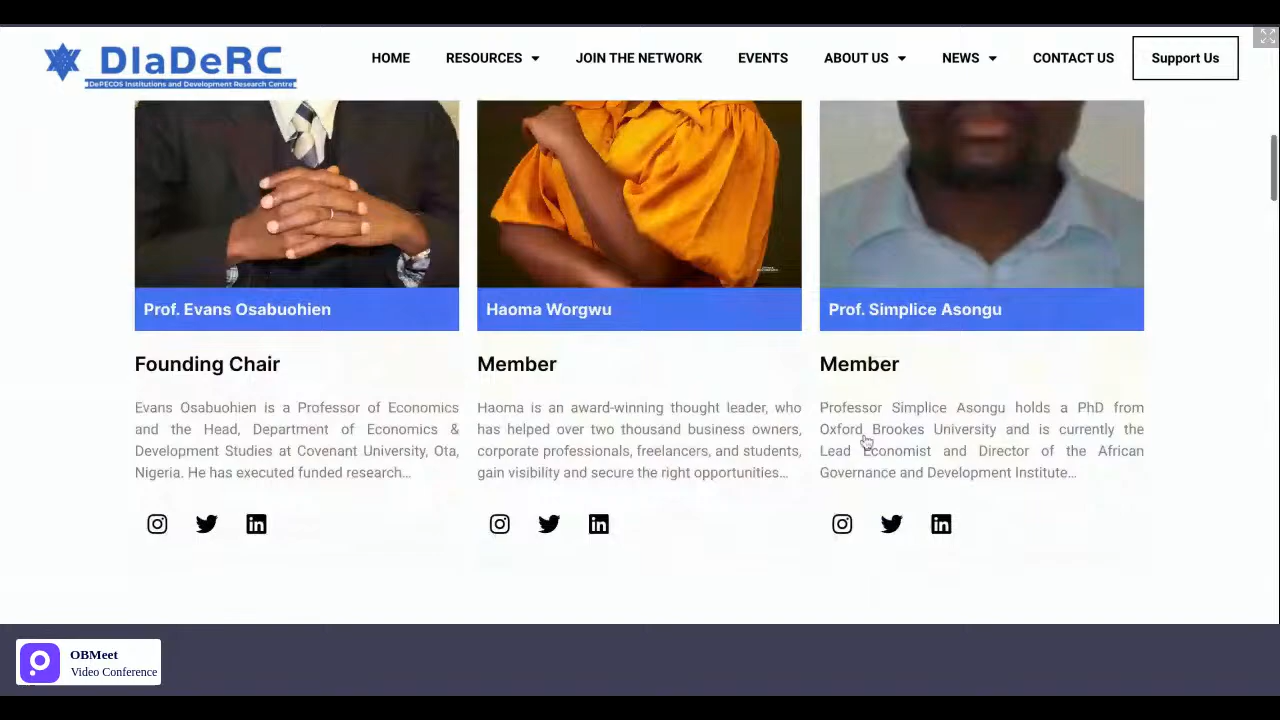 DIaDeRC
DePECOS Institutions and Development Research Centre
HOME
RESOURCES
JOIN THE NETWORK
EVENTS
ABOUT US
NEWS
CONTACT US
Support Us
Prof. Evans Osabuohien
Founding Chair
Evans Osabuohien is a Professor of Economics
and the Head, Department of Economics &
Development Studies at Covenant University, Ota,
Nigeria. He has executed funded research...
Haoma Worgwu
Member
Haoma is an award-winning thought leader, who
has helped over two thousand business owners,
corporate professionals, freelancers, and students,
gain visibility and secure the right opportunities...
Prof. Simplice Asongu
Member
Professor Simplice Asongu holds a PhD from
Oxford Brookes University and is currently the
Lead Economist and Director of the African
Governance and Development Institute...
OBMeet
Video Conference